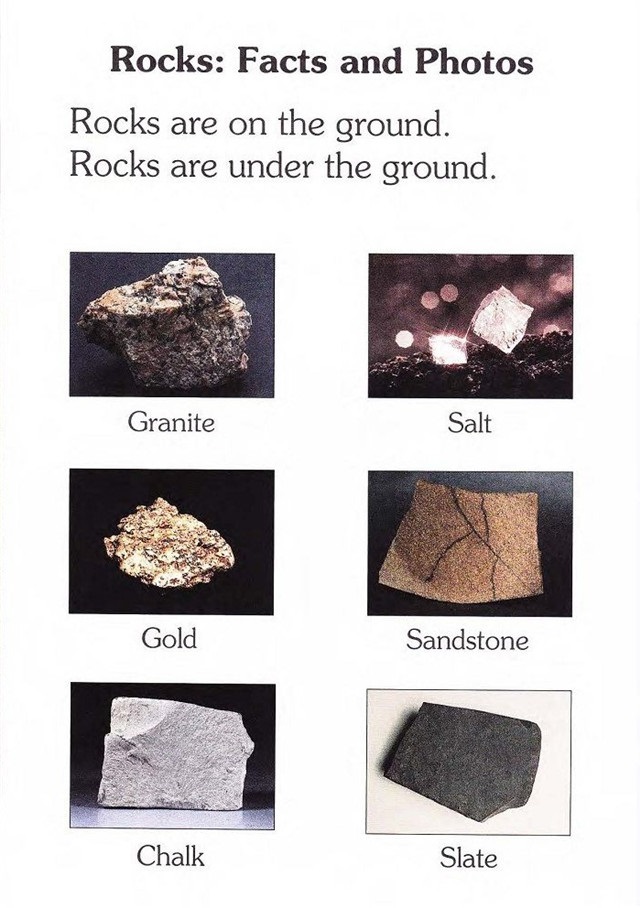 Rocks: Facts and Photos
Rocks are on the ground.
Rocks are under the ground.
Granite
Salt
Gold
Sandstone
Chalk
Slate